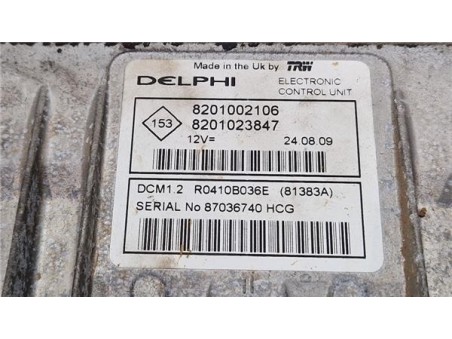 Made in the Uk by TRW
DELPHI ELECTRONIC
CONTROL UNIT
153
8201002106
8201023847
12V= 24.08.09
DCM1.2 R0410B036E (81383A)
SERIAL No 87036740 HCG